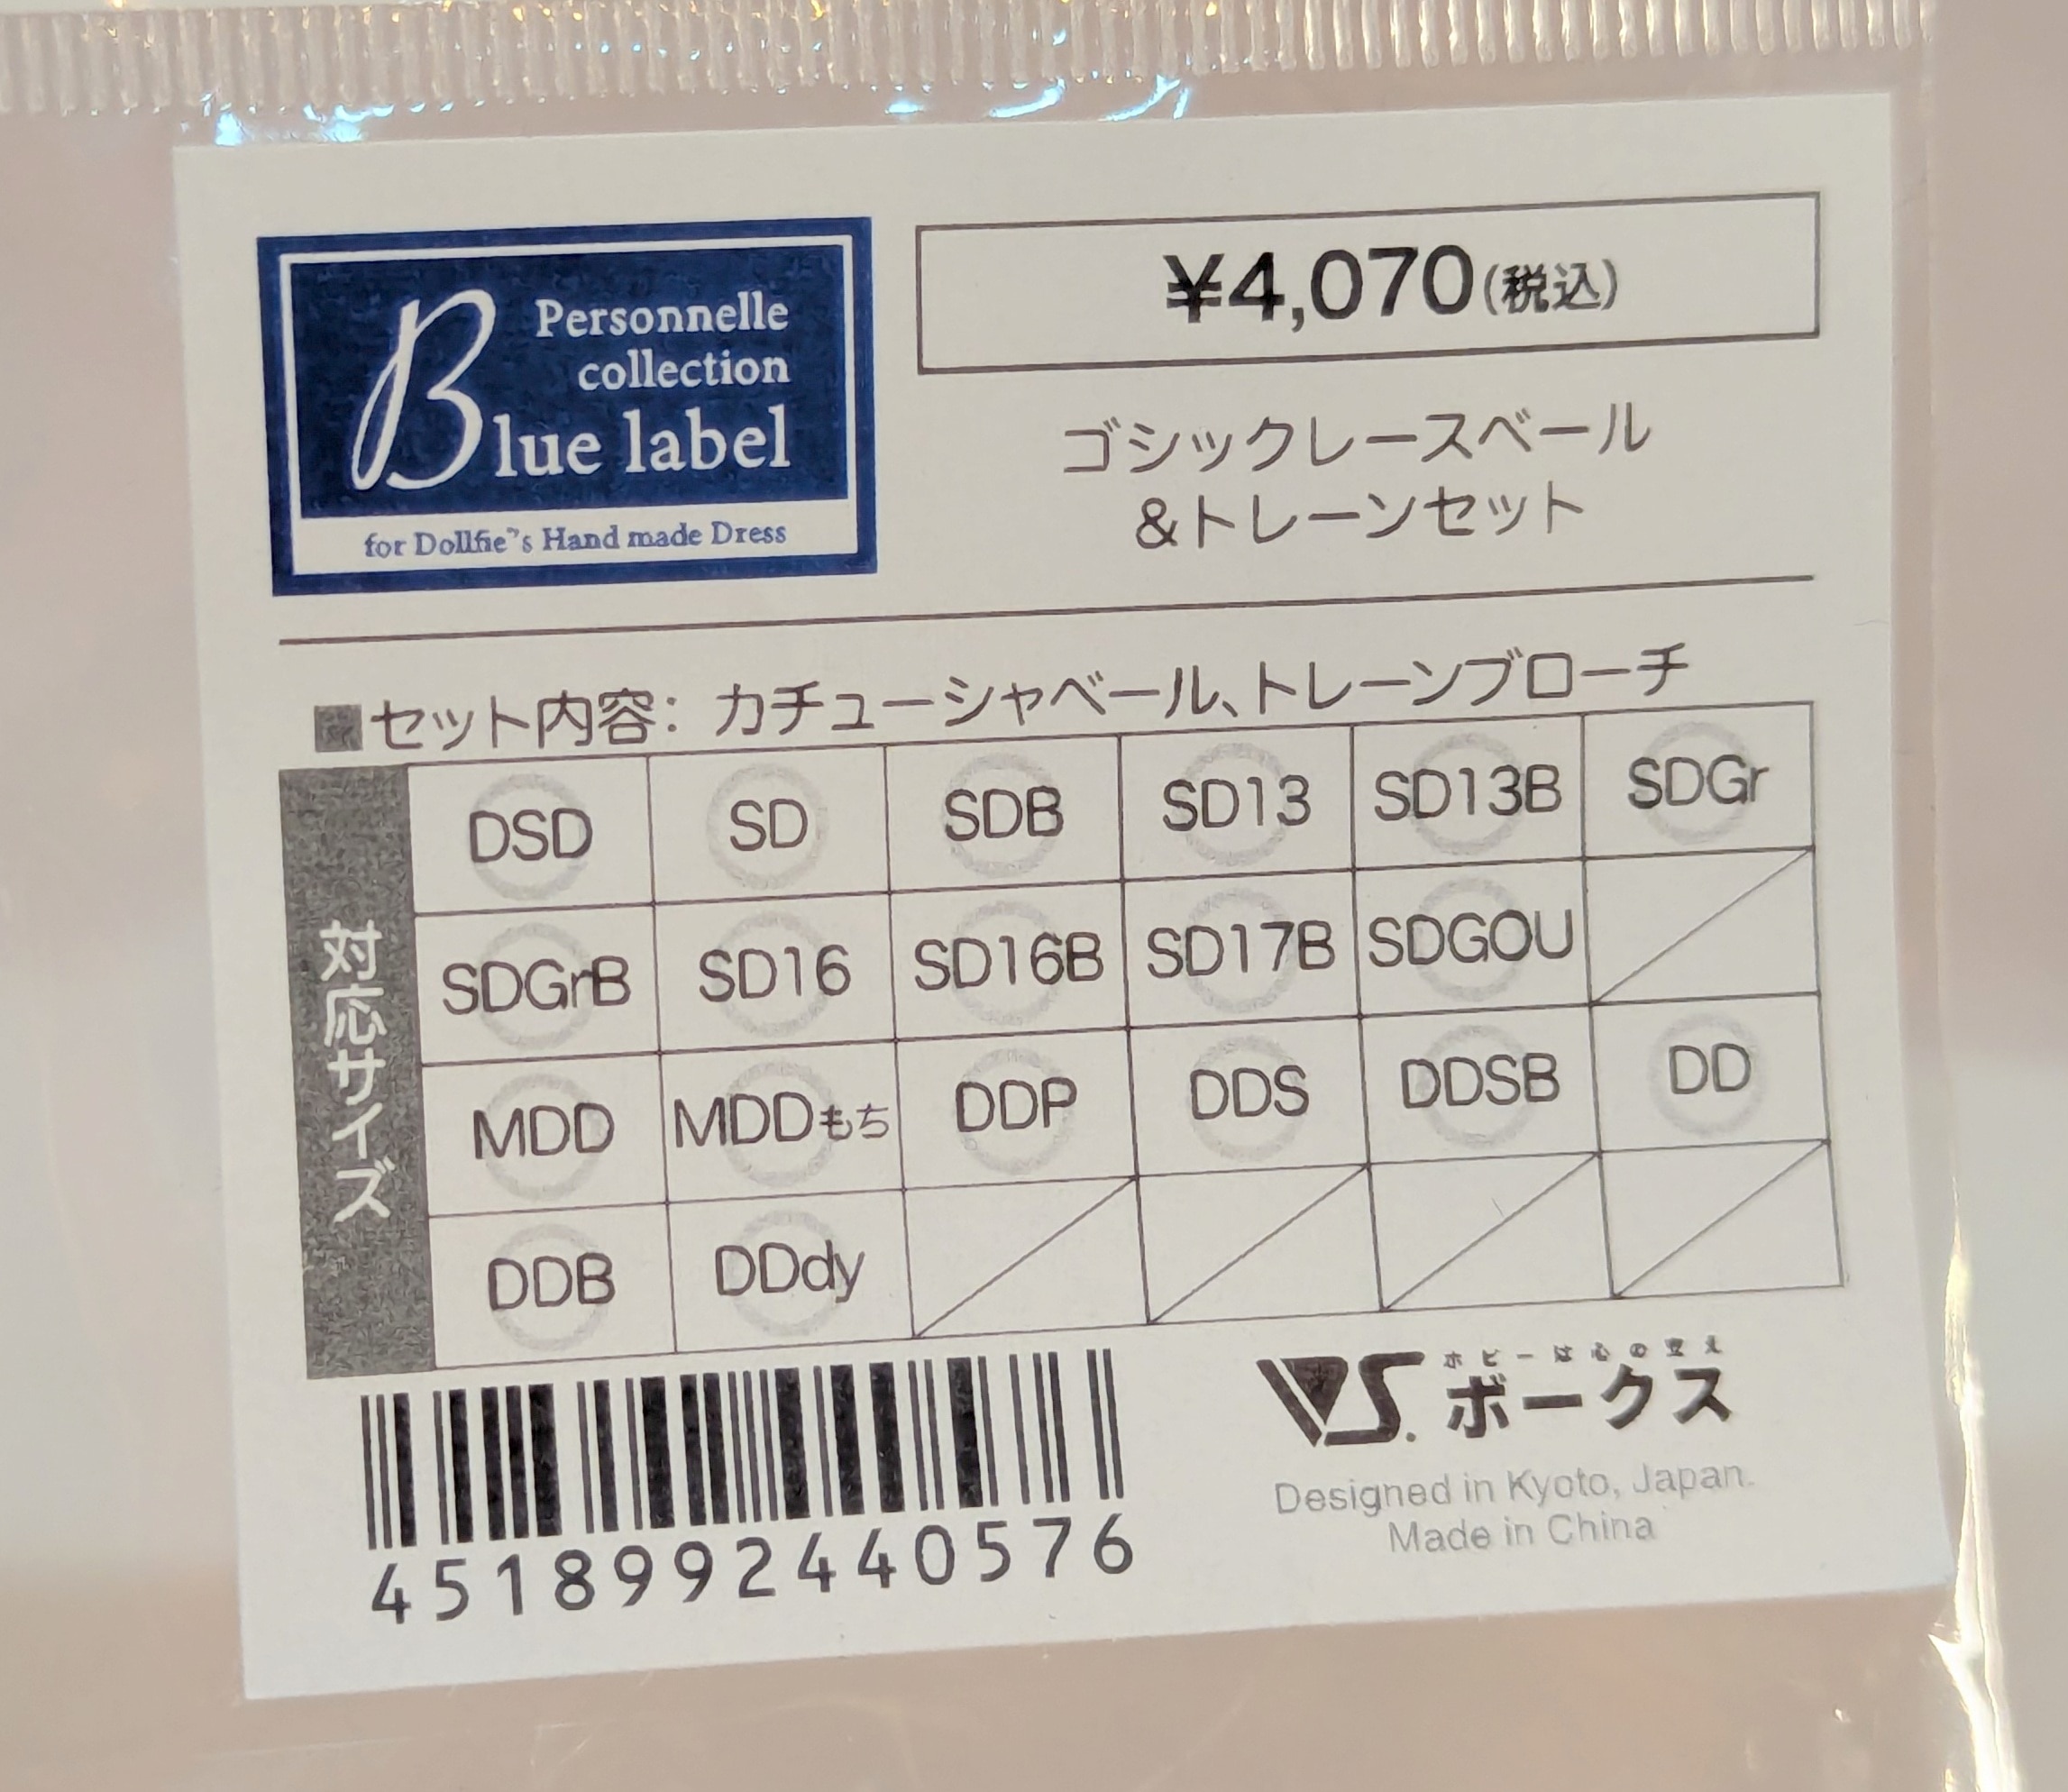 Personnelle
collection
Blue label
for Dollfie™s Hand made Dress
¥4,070(税込)
ゴシックレースベール
&トレーンセット
■セット内容: カチューシャベール、トレーンブローチ
対応サイズ
DSD SD SDB SD13 SD13B SDGr
SDGrB SD16 SD16B SD17B SDGOU
MDD MDDもち DDP DDS DDSB DD
DDB DDdy
4518992440576
ホビーは心の支え
VS. ボークス
Designed in Kyoto, Japan.
Made in China